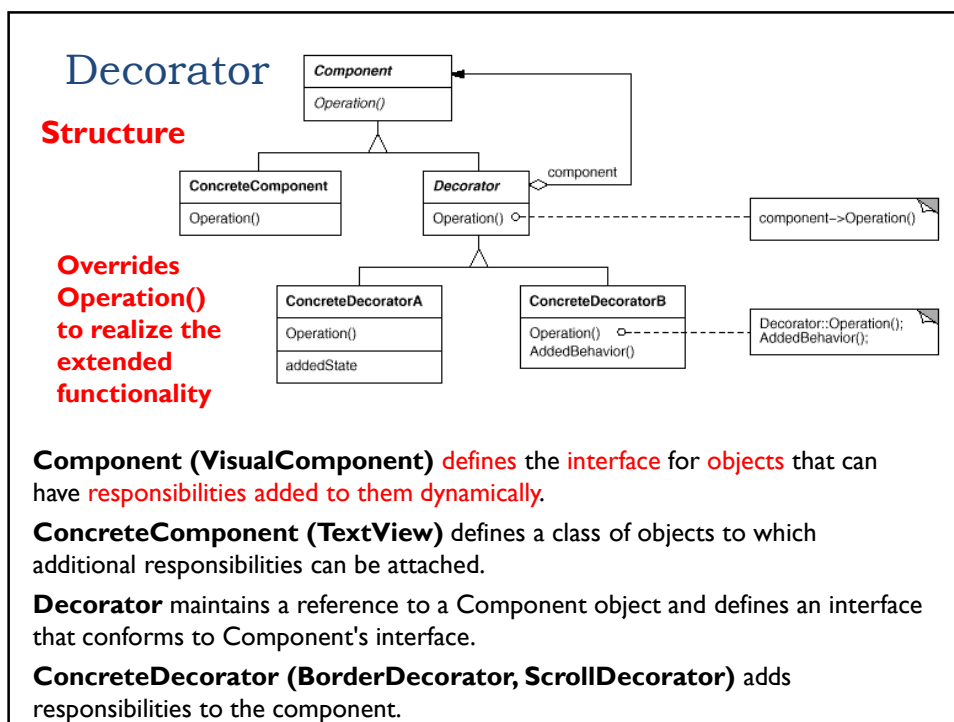 Decorator
Component
Operation()
Structure
component
ConcreteComponent
Operation()
Decorator
Operation()
component->Operation()
Overrides
Operation()
to realize the
extended
functionality
ConcreteDecoratorA
Operation()
addedState
ConcreteDecoratorB
Operation()
AddedBehavior()
Decorator::Operation();
AddedBehavior();
Component (VisualComponent) defines the interface for objects that can
have responsibilities added to them dynamically.
ConcreteComponent (TextView) defines a class of objects to which
additional responsibilities can be attached.
Decorator maintains a reference to a Component object and defines an interface
that conforms to Component's interface.
ConcreteDecorator (BorderDecorator, ScrollDecorator) adds
responsibilities to the component.